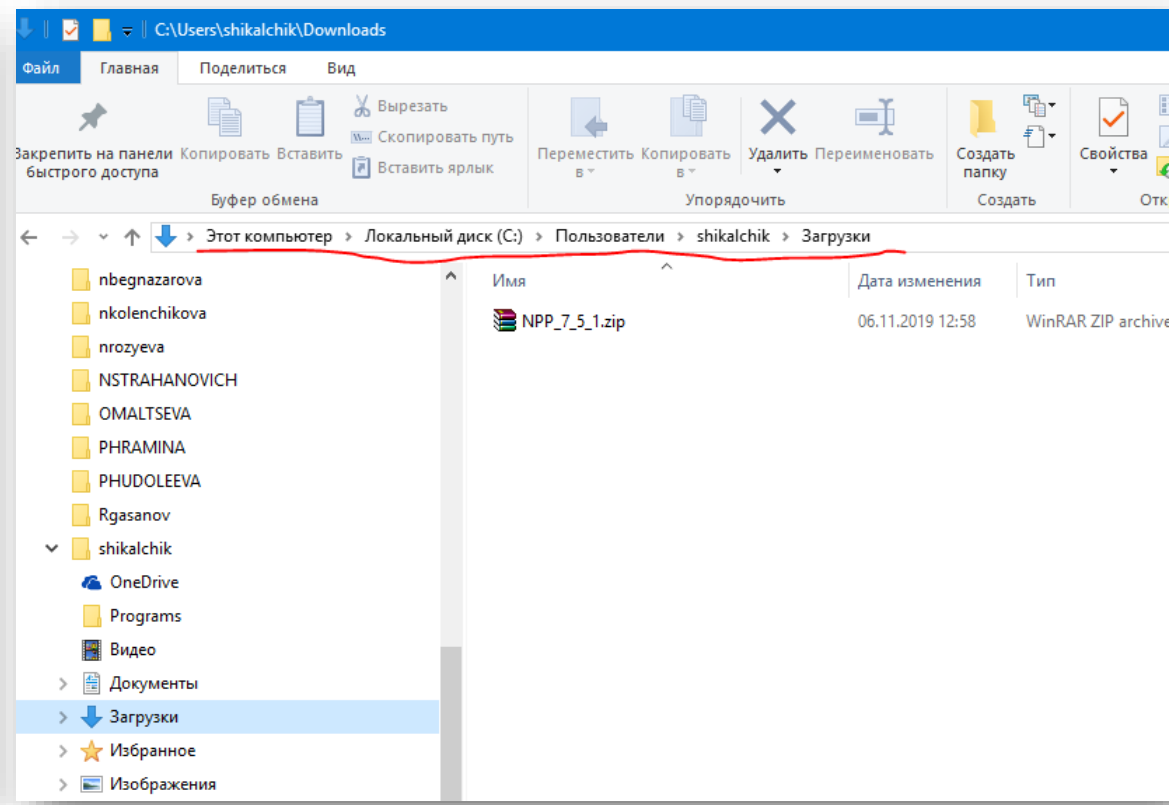 C:\Users\shikalchik\Downloads
Файл Главная Поделиться Вид
Закрепить на панели быстрого доступа
Копировать
Вставить
Вырезать
Скопировать путь
Вставить ярлык
Буфер обмена
Переместить в
Копировать в
Удалить
Переименовать
Упорядочить
Создать папку
Создать
Свойства
Отк
Этот компьютер > Локальный диск (C:) > Пользователи > shikalchik > Загрузки
Имя Дата изменения Тип
NPP_7_5_1.zip 06.11.2019 12:58 WinRAR ZIP archive
nbegnazarova
nkolenchikova
nrozyeva
NSTRAHANOVICH
OMALTSEVA
PHRAMINA
PHUDOLEEVA
Rgasanov
shikalchik
OneDrive
Programs
Видео
Документы
Загрузки
Избранное
Изображения